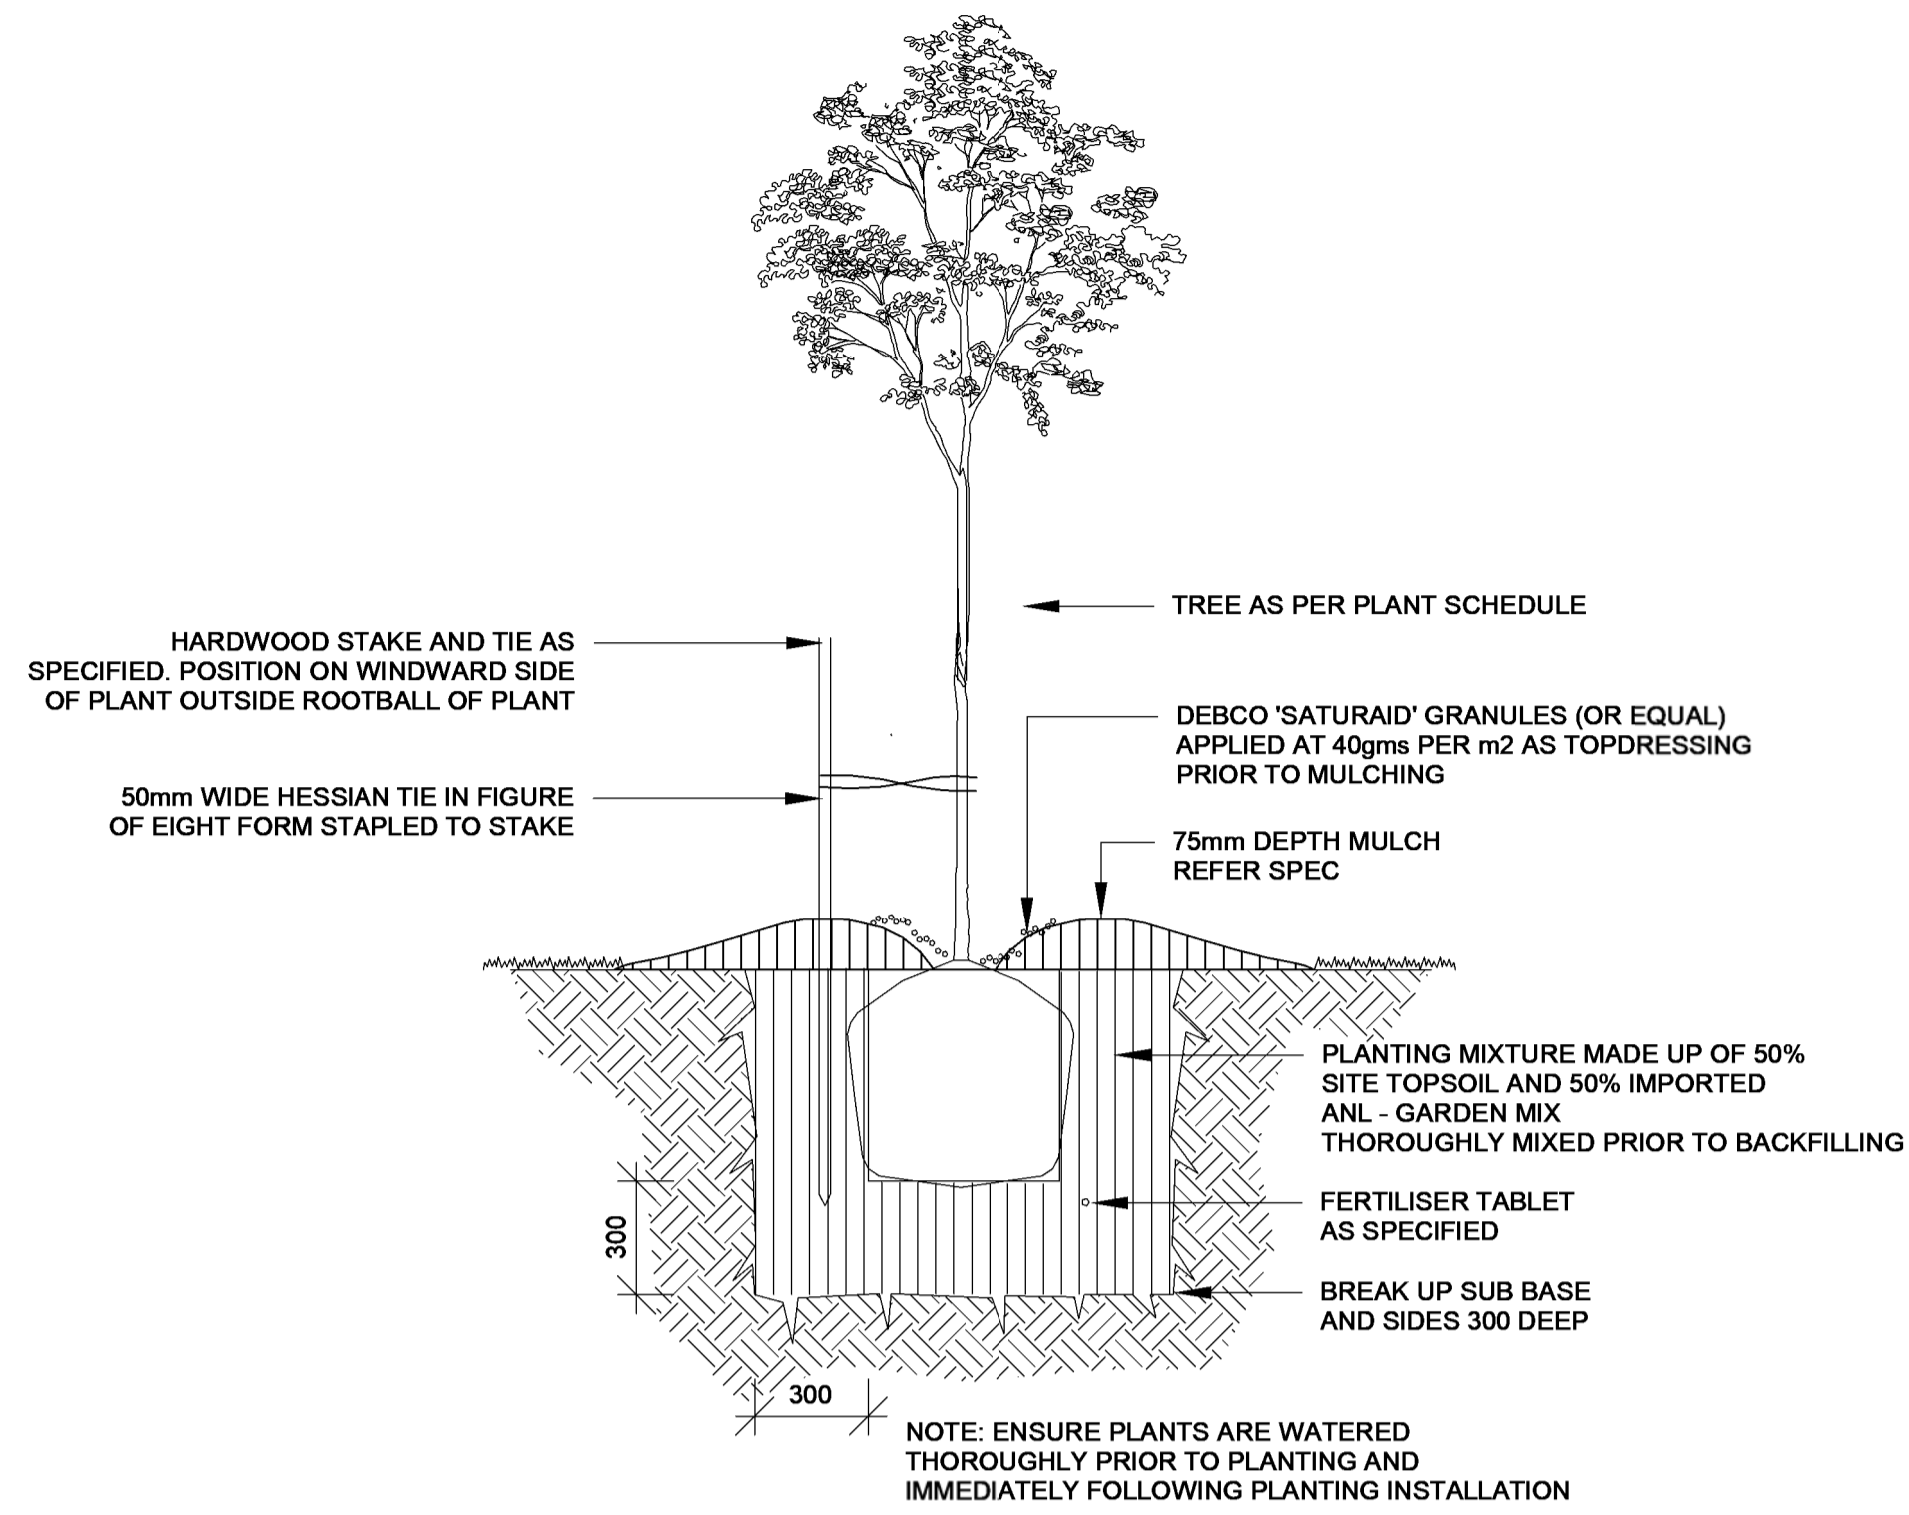 TREE AS PER PLANT SCHEDULE
HARDWOOD STAKE AND TIE AS
SPECIFIED. POSITION ON WINDWARD SIDE
OF PLANT OUTSIDE ROOTBALL OF PLANT
DEBCO 'SATURAID' GRANULES (OR EQUAL)
APPLIED AT 40gms PER m2 AS TOPDRESSING
PRIOR TO MULCHING
50mm WIDE HESSIAN TIE IN FIGURE
OF EIGHT FORM STAPLED TO STAKE
75mm DEPTH MULCH
REFER SPEC
PLANTING MIXTURE MADE UP OF 50%
SITE TOPSOIL AND 50% IMPORTED
ANL - GARDEN MIX
THOROUGHLY MIXED PRIOR TO BACKFILLING
FERTILISER TABLET
AS SPECIFIED
300
BREAK UP SUB BASE
AND SIDES 300 DEEP
300
NOTE: ENSURE PLANTS ARE WATERED
THOROUGHLY PRIOR TO PLANTING AND
IMMEDIATELY FOLLOWING PLANTING INSTALLATION